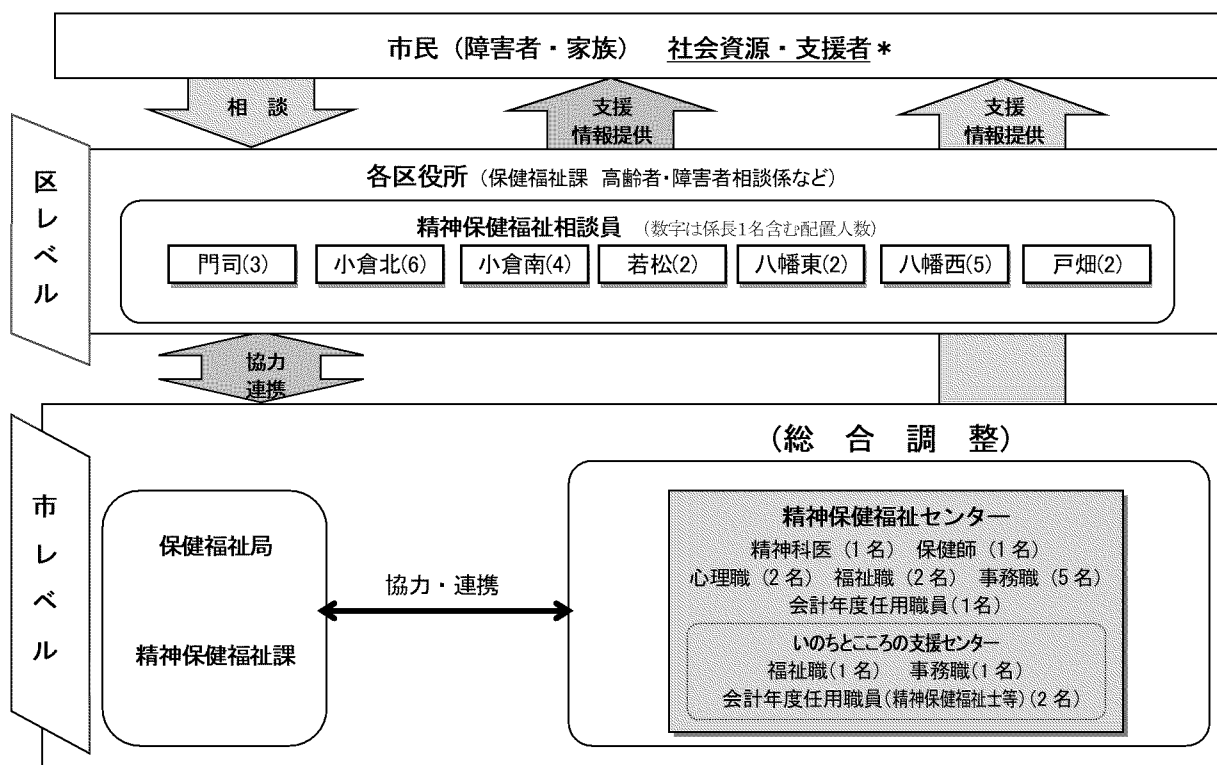 市民（障害者・家族）　社会資源・支援者＊
相　談
支援
情報提供
支援
情報提供
区レベル
各区役所（保健福祉課　高齢者・障害者相談係など）
精神保健福祉相談員　（数字は係長1名含む配置人数）
門司(3)　小倉北(6)　小倉南(4)　若松(2)　八幡東(2)　八幡西(5)　戸畑(2)
協力
連携
市レベル
（総　合　調　整）
保健福祉局
精神保健福祉課
協力・連携
精神保健福祉センター
精神科医（1 名）　保健師（1 名）
心理職（2 名）　福祉職（2 名）　事務職（5 名）
会計年度任用職員(1 名)
いのちとこころの支援センター
福祉職(1 名)　事務職(1 名)
会計年度任用職員(精神保健福祉士等) (2 名)